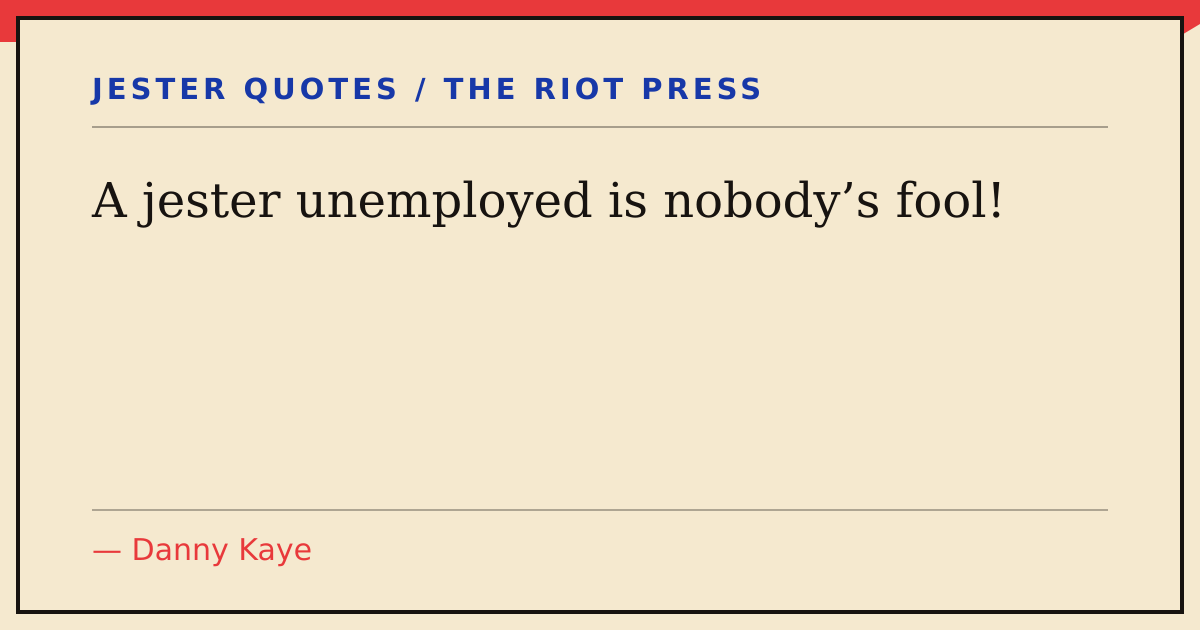 JESTER QUOTES / THE RIOT PRESS
A jester unemployed is nobody’s fool!
— Danny Kaye